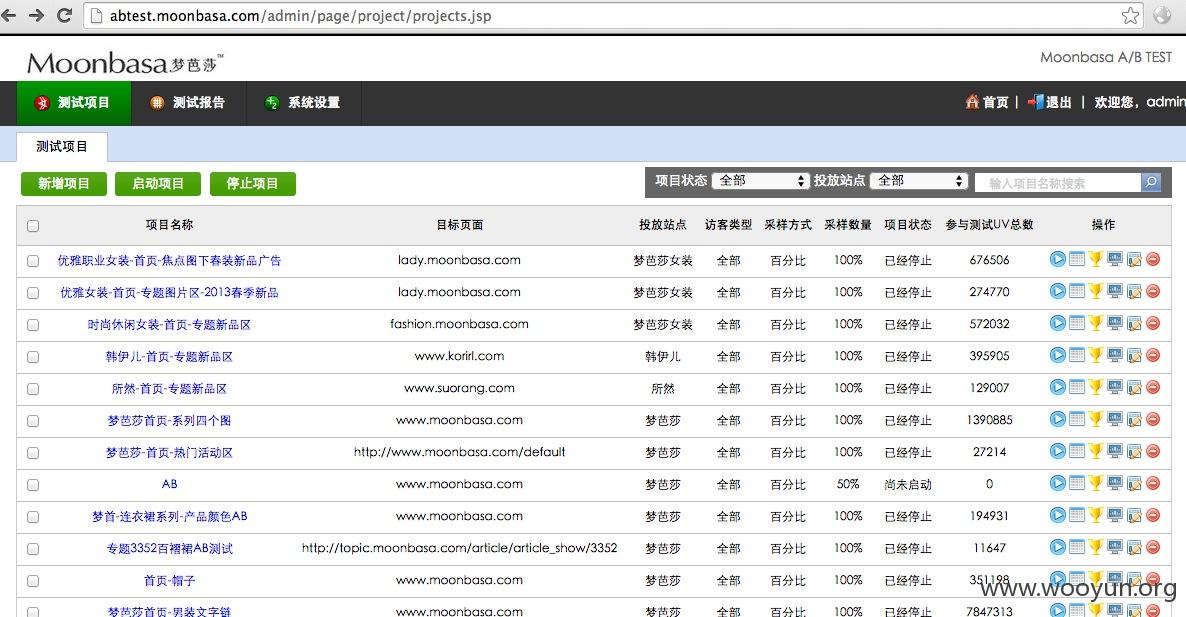 abtest.moonbasa.com/admin/page/project/projects.jsp
Moonbasa梦芭莎™
Moonbasa A/B TEST
测试项目 测试报告 系统设置 首页 | 退出 | 欢迎您，admin
测试项目
新增项目 启动项目 停止项目 项目状态 全部 投放站点 全部 输入项目名称搜索
项目名称 目标页面 投放站点 访客类型 采样方式 采样数量 项目状态 参与测试UV总数 操作
优雅职业女装-首页-焦点图下春装新品广告 lady.moonbasa.com 梦芭莎女装 全部 百分比 100% 已经停止 676506
优雅女装-首页-专题图片区-2013春季新品 lady.moonbasa.com 梦芭莎女装 全部 百分比 100% 已经停止 274770
时尚休闲女装-首页-专题新品区 fashion.moonbasa.com 梦芭莎女装 全部 百分比 100% 已经停止 572032
韩伊儿-首页-专题新品区 www.korirl.com 韩伊儿 全部 百分比 100% 已经停止 395905
所然-首页-专题新品区 www.suorang.com 所然 全部 百分比 100% 已经停止 129007
梦芭莎首页-系列四个图 www.moonbasa.com 梦芭莎 全部 百分比 100% 已经停止 1390885
梦芭莎-首页-热门活动区 http://www.moonbasa.com/default 梦芭莎 全部 百分比 100% 已经停止 27214
AB www.moonbasa.com 梦芭莎 全部 百分比 50% 尚未启动 0
梦首-连衣裙系列-产品颜色AB www.moonbasa.com 梦芭莎 全部 百分比 100% 已经停止 194931
专题3352百褶裙AB测试 http://topic.moonbasa.com/article/article_show/3352 梦芭莎 全部 百分比 100% 已经停止 11647
首页-帽子 www.moonbasa.com 梦芭莎 全部 百分比 100% 已经停止 351198
www.wooyun.org
梦芭莎首页-男装文字链 www.moonbasa.com 梦芭莎 全部 百分比 100% 已经停止 7847313